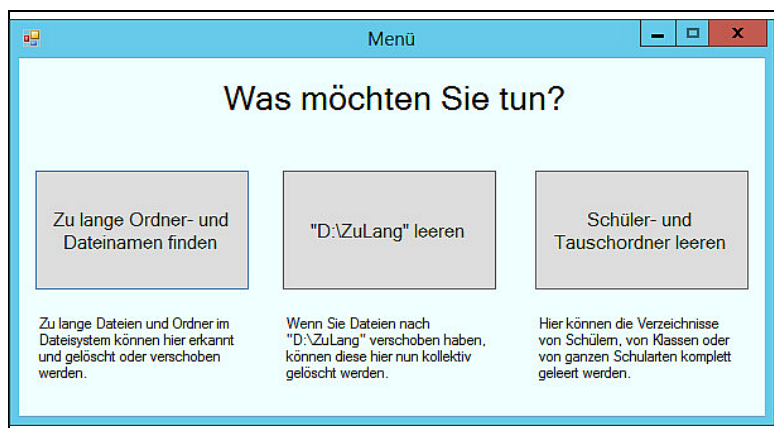 Menü
Was möchten Sie tun?
Zu lange Ordner- und
Dateinamen finden
"D:\ZuLang" leeren
Schüler- und
Tauschordner leeren
Zu lange Dateien und Ordner im
Dateisystem können hier erkannt
und gelöscht oder verschoben
werden.
Wenn Sie Dateien nach
"D:\ZuLang" verschoben haben,
können diese hier nun kollektiv
gelöscht werden.
Hier können die Verzeichnisse
von Schülern, von Klassen oder
von ganzen Schularten komplett
geleert werden.